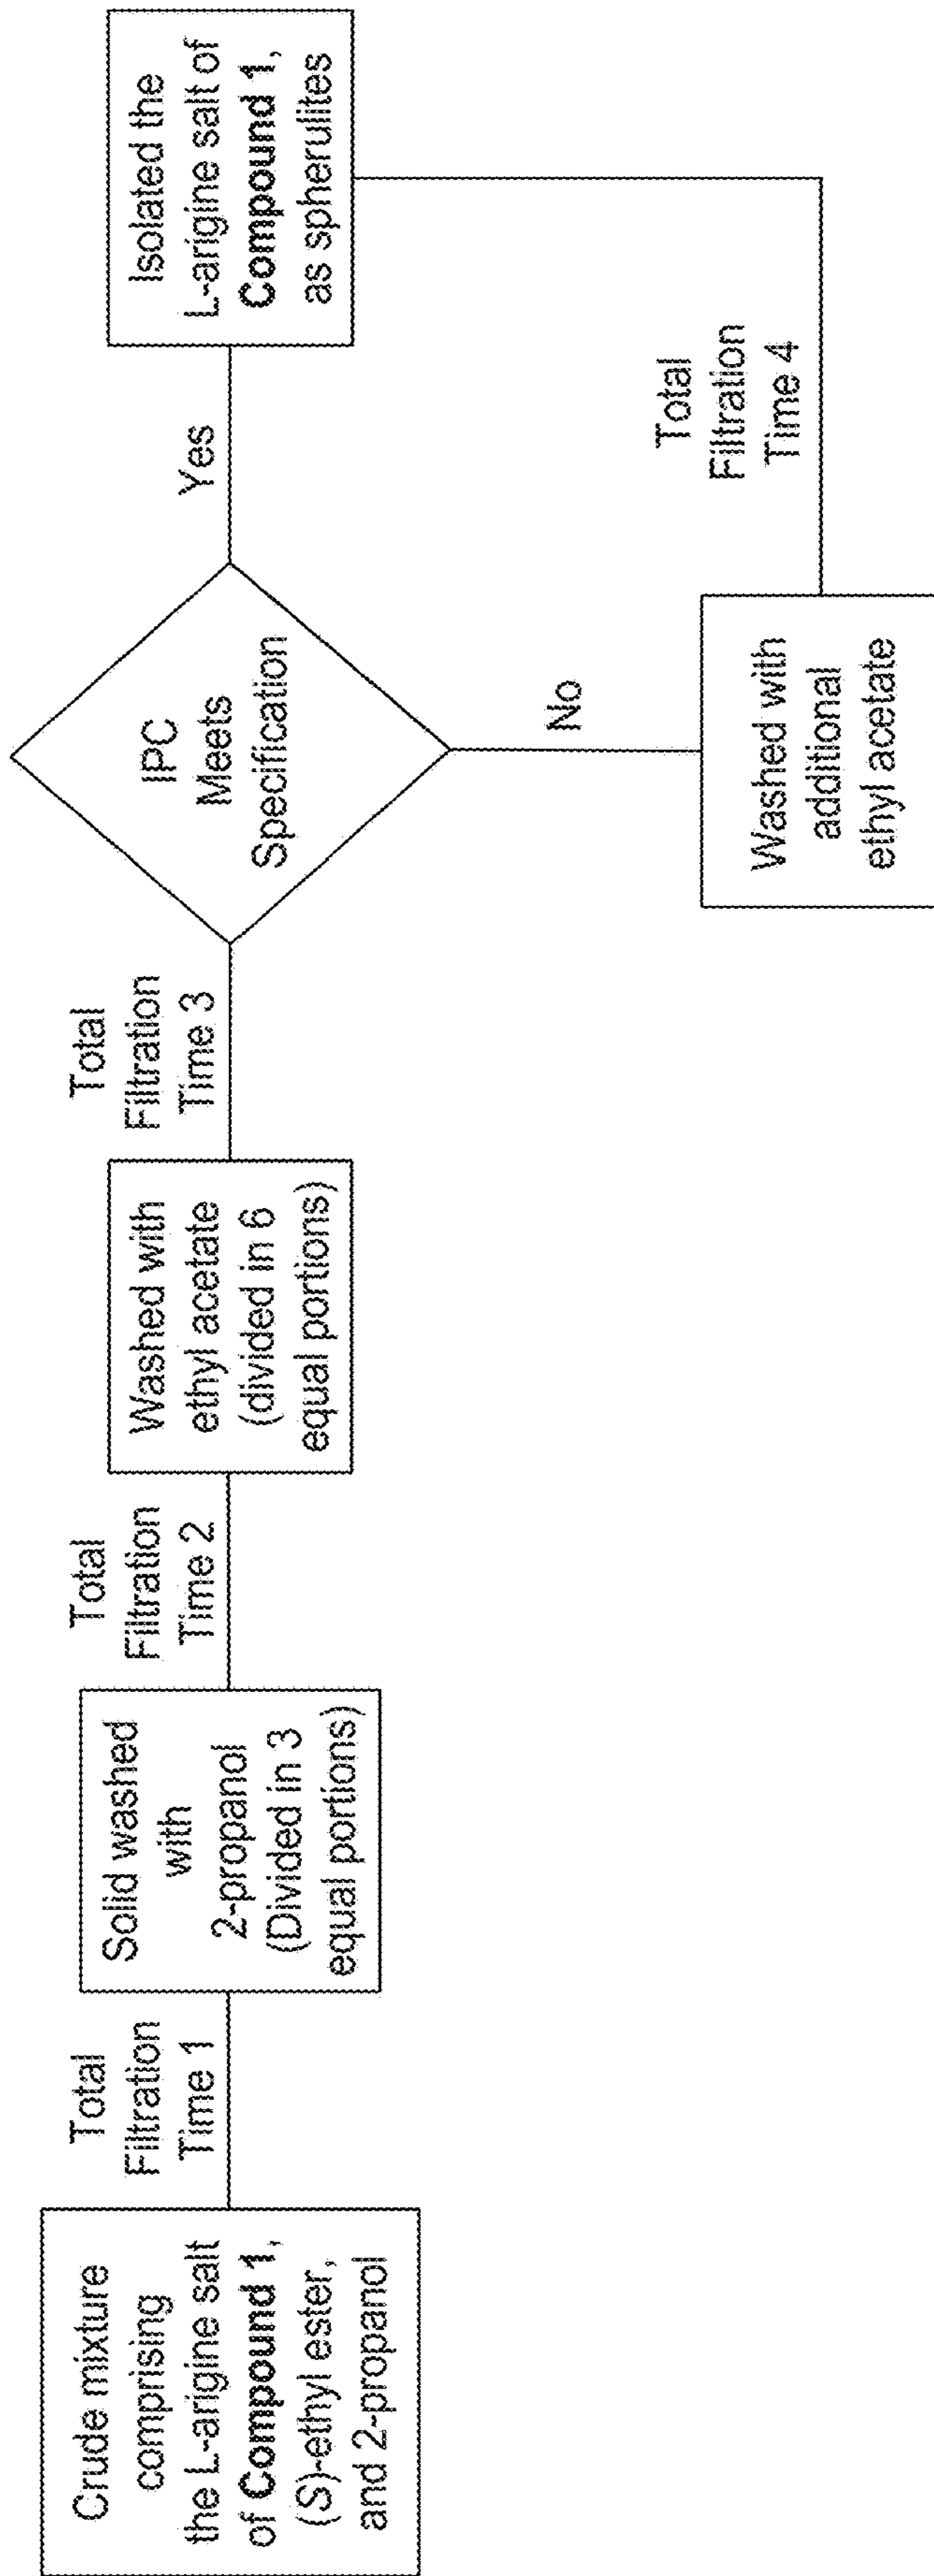 Crude mixture
comprising
the L-arigine salt
of Compound 1,
(S)-ethyl ester,
and 2-propanol
Total
Filtration
Time 1
Solid washed
with
2-propanol
(Divided in 3
equal portions)
Total
Filtration
Time 2
Washed with
ethyl acetate
(divided in 6
equal portions)
Total
Filtration
Time 3
IPC
Meets
Specification
Yes
Isolated the
L-arigine salt of
Compound 1,
as spherulites
No
Washed with
additional
ethyl acetate
Total
Filtration
Time 4